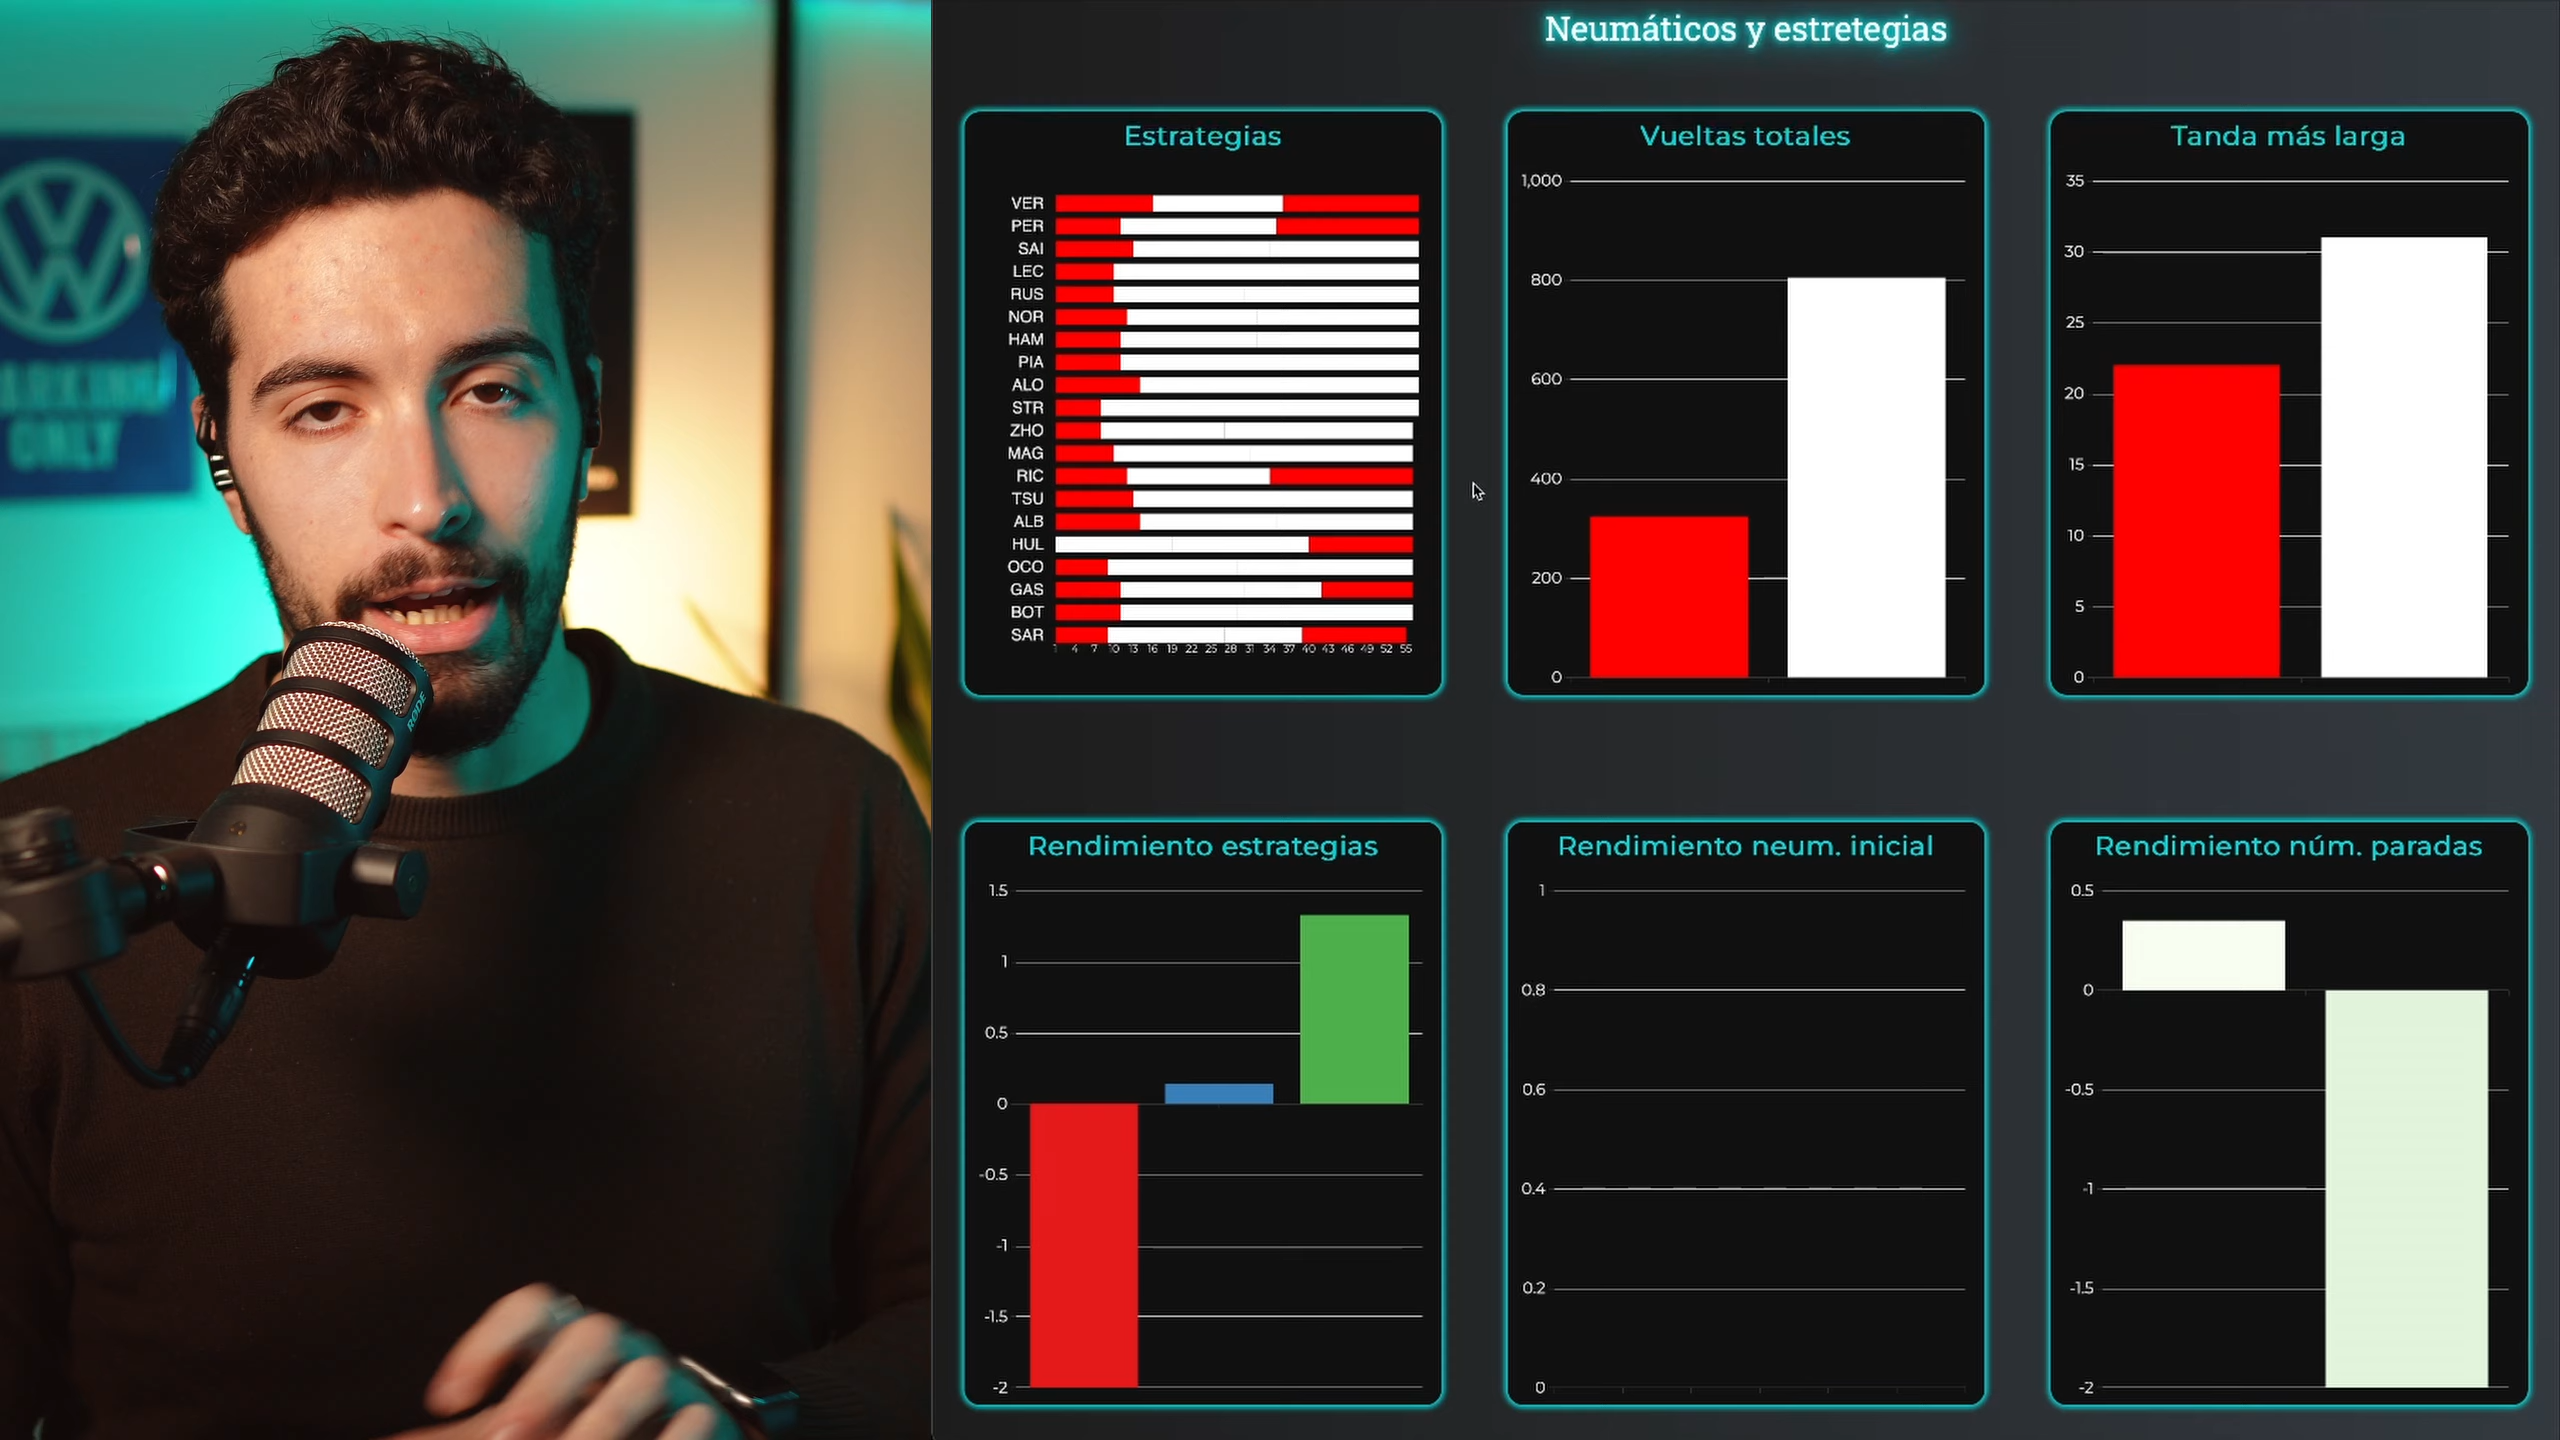 ARKING
ONLY
RØDE
Neumáticos y estretegias
Estrategias
VER
PER
SAI
LEC
RUS
NOR
HAM
PIA
ALO
STR
ZHO
MAG
RIC
TSU
ALB
HUL
OCO
GAS
BOT
SAR
1 4 7 10 13 16 19 22 25 28 31 34 37 40 43 46 49 52 55
Vueltas totales
1,000
800
600
400
200
0
Tanda más larga
35
30
25
20
15
10
5
0
Rendimiento estrategias
1.5
1
0.5
0
-0.5
-1
-1.5
-2
Rendimiento neum. inicial
1
0.8
0.6
0.4
0.2
0
Rendimiento núm. paradas
0.5
0
-0.5
-1
-1.5
-2